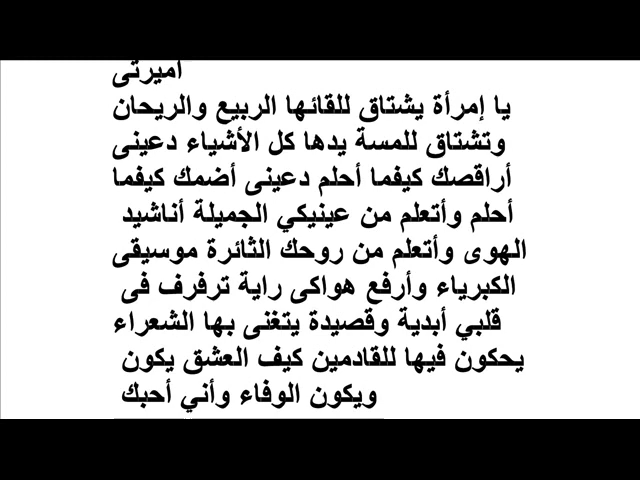 أميرتى
يا إمرأة يشتاق للقائها الربيع والريحان
وتشتاق للمسة يدها كل الأشياء دعينى
أراقصك كيفما أحلم دعينى أضمك كيفما
أحلم وأتعلم من عينيكي الجميلة أناشيد
الهوى وأتعلم من روحك الثائرة موسيقى
الكبرياء وأرفع هواكى راية ترفرف فى
قلبي أبدية وقصيدة يتغنى بها الشعراء
يحكون فيها للقادمين كيف العشق يكون
ويكون الوفاء وأني أحبك